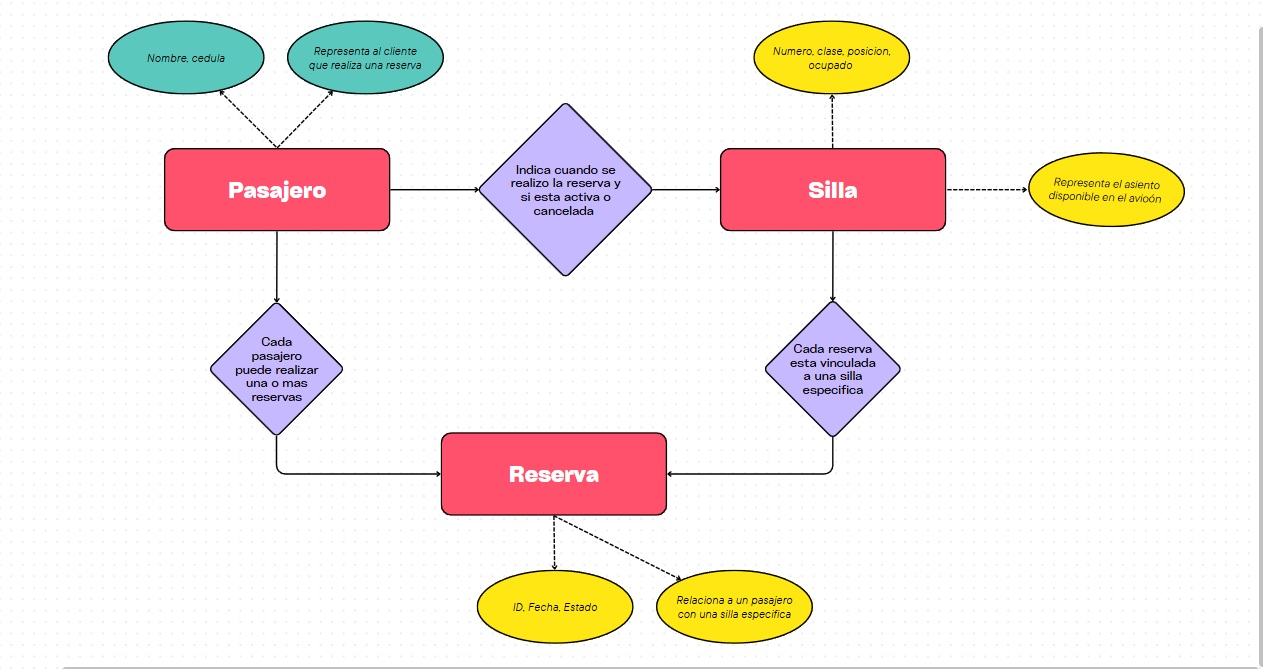 Nombre, cedula
Representa al cliente
que realiza una reserva
Numero, clase, posicion,
ocupado
Pasajero
Indica cuando se
realizo la reserva y
si esta activa o
cancelada
Silla
Representa el asiento
disponible en el avioón
Cada
pasajero
puede realizar
una o mas
reservas
Cada reserva
esta vinculada
a una silla
especifica
Reserva
ID, Fecha, Estado
Relaciona a un pasajero
con una silla especifica